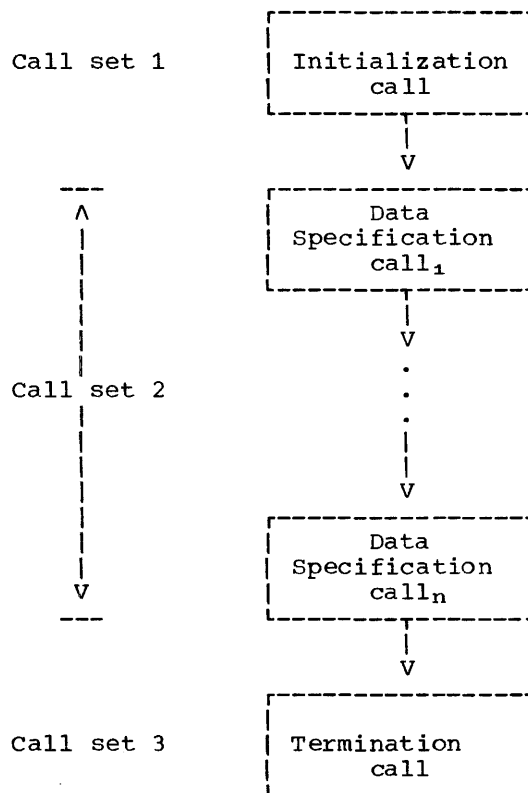 Call set 1
Initialization
call
Data
Specification
call₁
Call set 2
Data
Specification
callₙ
Call set 3
Termination
call